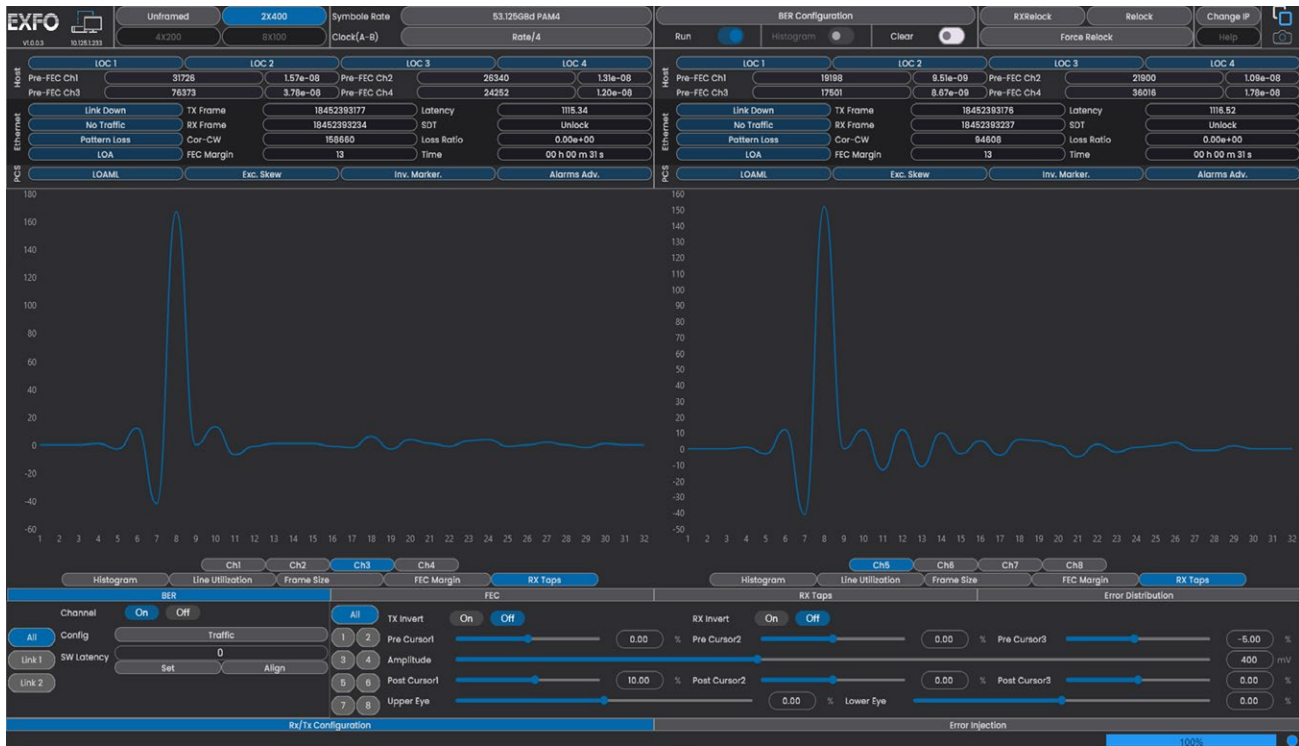 EXFO
V1.0.0.3 10.126.1.233
Unframed 2X400
4X200 8X100
Symbole Rate 53.125GBd PAM4
Clock(A-B) Rate/4
BER Configuration
Run Histogram Clear
RXRelock Relock Change IP
Force Relock Help
Host
LOC 1 LOC 2 LOC 3 LOC 4
Pre-FEC Ch1 31726 1.57e-08 Pre-FEC Ch2 26340 1.31e-08
Pre-FEC Ch3 76373 3.78e-08 Pre-FEC Ch4 24252 1.20e-08
Ethernet
Link Down TX Frame 18452393177 Latency 1115.34
No Traffic RX Frame 18452393234 SDT Unlock
Pattern Loss Cor-CW 158660 Loss Ratio 0.00e+00
LOA FEC Margin 13 Time 00 h 00 m 31 s
PCS
LOAML Exc. Skew Inv. Marker. Alarms Adv.
Host
LOC 1 LOC 2 LOC 3 LOC 4
Pre-FEC Ch1 19198 9.51e-09 Pre-FEC Ch2 21900 1.09e-08
Pre-FEC Ch3 17501 8.67e-09 Pre-FEC Ch4 36016 1.78e-08
Ethernet
Link Down TX Frame 18452393176 Latency 1116.52
No Traffic RX Frame 18452393237 SDT Unlock
Pattern Loss Cor-CW 94608 Loss Ratio 0.00e+00
LOA FEC Margin 13 Time 00 h 00 m 31 s
PCS
LOAML Exc. Skew Inv. Marker. Alarms Adv.
180
160
140
120
100
80
60
40
20
0
-20
-40
-60
1 2 3 4 5 6 7 8 9 10 11 12 13 14 15 16 17 18 19 20 21 22 23 24 25 26 27 28 29 30 31 32
160
150
140
130
120
110
100
90
80
70
60
50
40
30
20
10
0
-10
-20
-30
-40
-50
1 2 3 4 5 6 7 8 9 10 11 12 13 14 15 16 17 18 19 20 21 22 23 24 25 26 27 28 29 30 31 32
Ch1 Ch2 Ch3 Ch4
Histogram Line Utilization Frame Size FEC Margin RX Taps
Ch5 Ch6 Ch7 Ch8
Histogram Line Utilization Frame Size FEC Margin RX Taps
BER FEC RX Taps Error Distribution
Channel On Off
All Config Traffic
Link 1 SW Latency 0
Set Align
Link 2
All TX Invert On Off RX Invert On Off
1 2 Pre Cursor1 0.00 % Pre Cursor2 0.00 % Pre Cursor3 -5.00 %
3 4 Amplitude 400 mV
5 6 Post Cursor1 10.00 % Post Cursor2 0.00 % Post Cursor3 0.00 %
7 8 Upper Eye 0.00 % Lower Eye 0.00 %
Rx/Tx Configuration Error Injection
100%